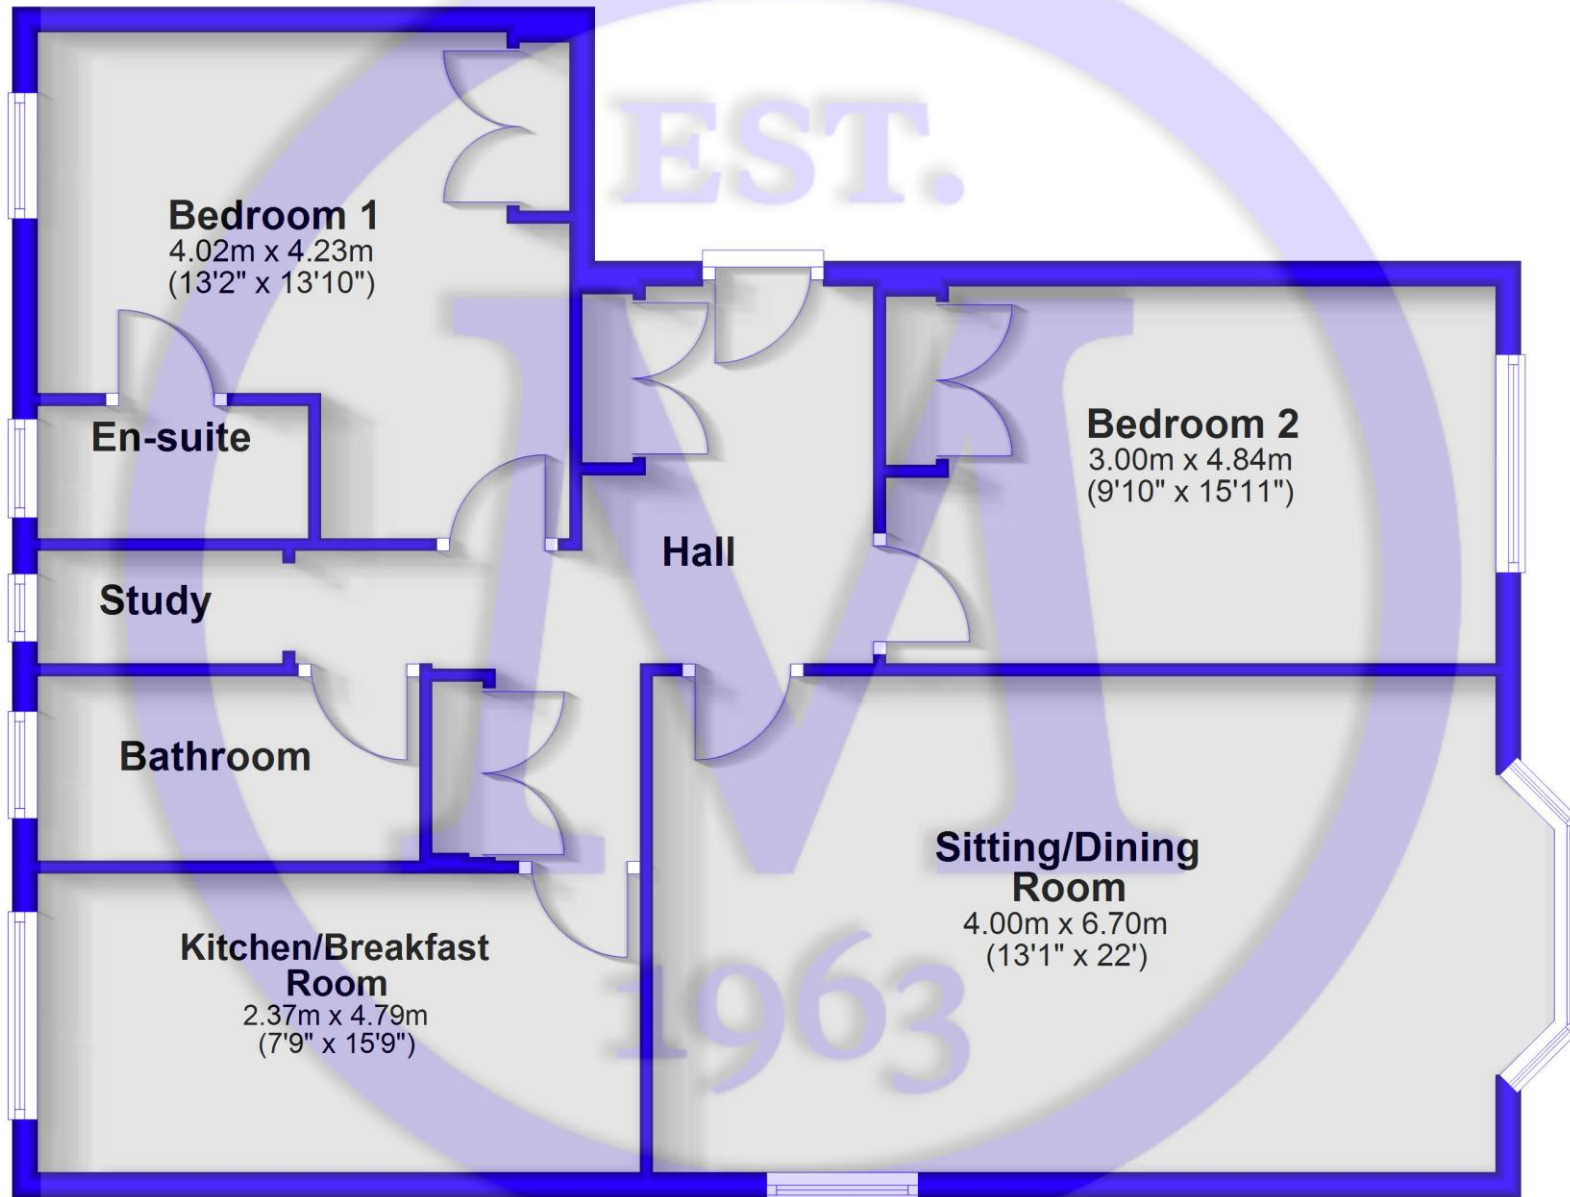 EST.
Bedroom 1
4.02m x 4.23m
(13'2" x 13'10")
En-suite
Bedroom 2
3.00m x 4.84m
(9'10" x 15'11")
Hall
Study
Bathroom
Sitting/Dining
Room
4.00m x 6.70m
(13'1" x 22')
Kitchen/Breakfast
Room
2.37m x 4.79m
(7'9" x 15'9")
M
1963